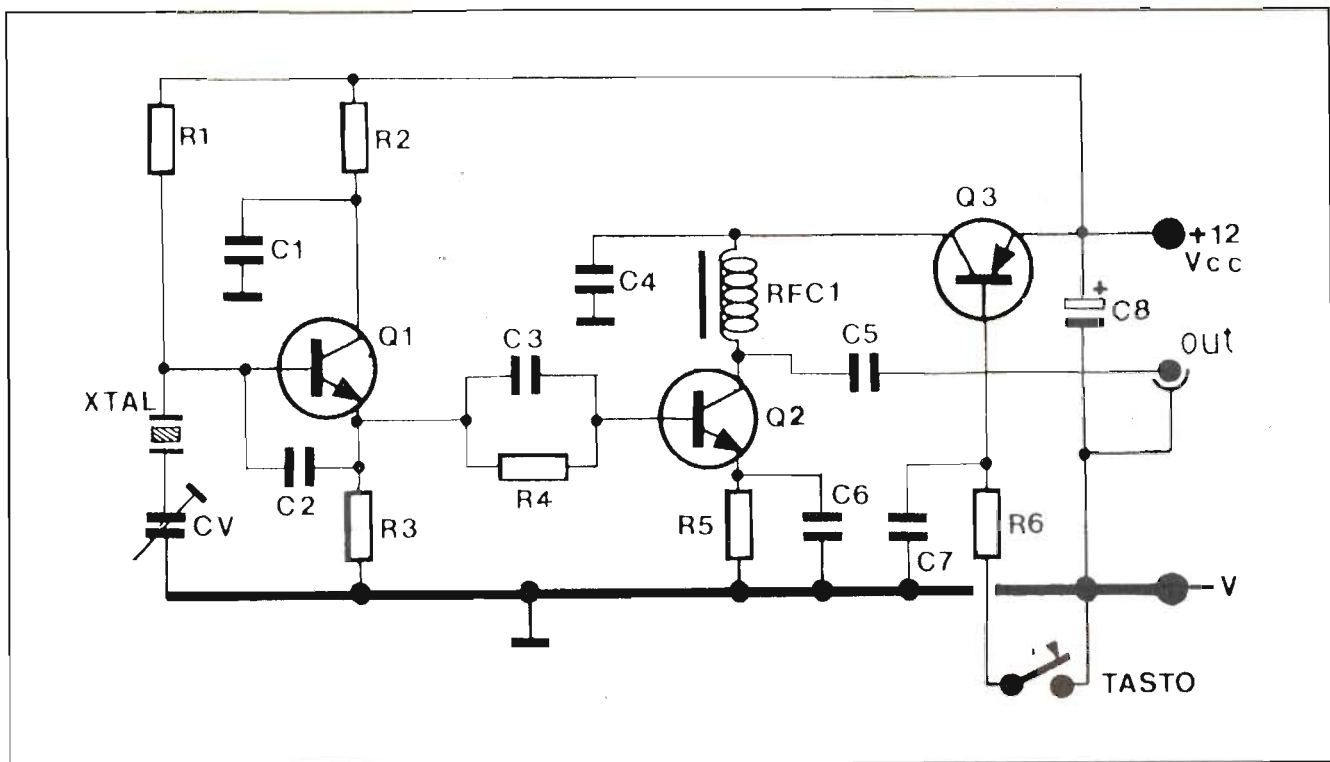 R1
R2
C1
Q1
XTAL
CV
C2
R3
C3
R4
C4
RFC1
Q2
C5
R5
C6
C7
Q3
R6
+12
Vcc
+
C8
out
- V
TASTO